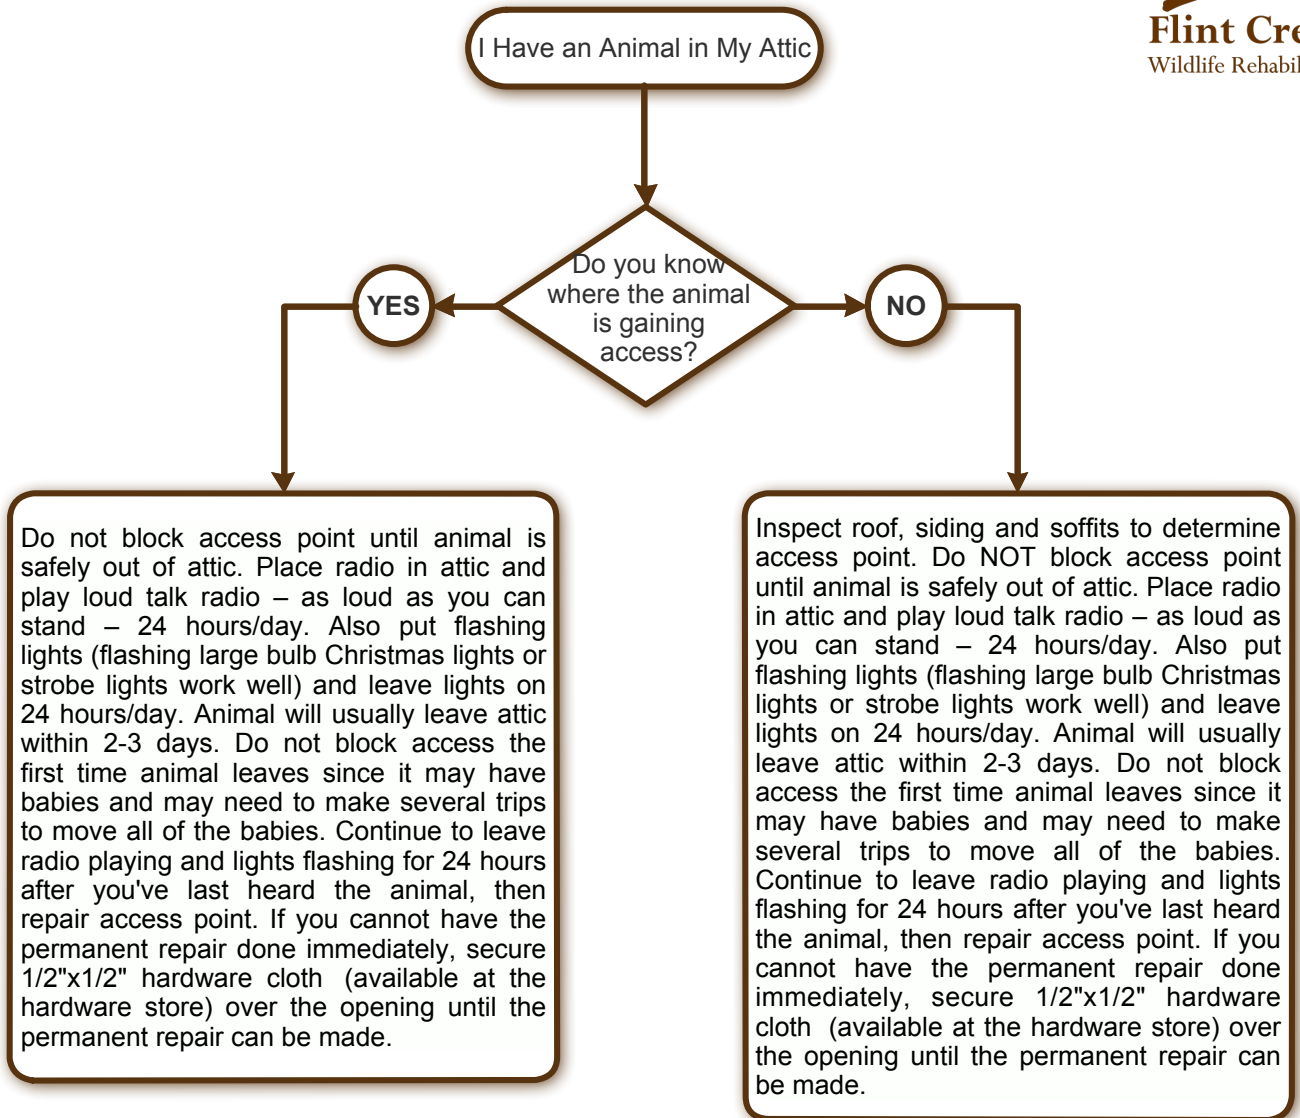 Flint Cre
Wildlife Rehabil
I Have an Animal in My Attic
Do you know
where the animal
is gaining
access?
YES
NO
Do not block access point until animal is
safely out of attic. Place radio in attic and
play loud talk radio – as loud as you can
stand – 24 hours/day. Also put flashing
lights (flashing large bulb Christmas lights or
strobe lights work well) and leave lights on
24 hours/day. Animal will usually leave attic
within 2-3 days. Do not block access the
first time animal leaves since it may have
babies and may need to make several trips
to move all of the babies. Continue to leave
radio playing and lights flashing for 24 hours
after you've last heard the animal, then
repair access point. If you cannot have the
permanent repair done immediately, secure
1/2"x1/2" hardware cloth (available at the
hardware store) over the opening until the
permanent repair can be made.
Inspect roof, siding and soffits to determine
access point. Do NOT block access point
until animal is safely out of attic. Place radio
in attic and play loud talk radio – as loud as
you can stand – 24 hours/day. Also put
flashing lights (flashing large bulb Christmas
lights or strobe lights work well) and leave
lights on 24 hours/day. Animal will usually
leave attic within 2-3 days. Do not block
access the first time animal leaves since it
may have babies and may need to make
several trips to move all of the babies.
Continue to leave radio playing and lights
flashing for 24 hours after you've last heard
the animal, then repair access point. If you
cannot have the permanent repair done
immediately, secure 1/2"x1/2" hardware
cloth (available at the hardware store) over
the opening until the permanent repair can
be made.